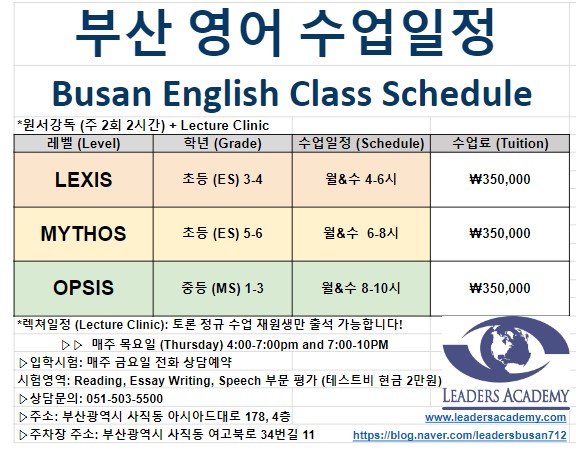 부산 영어 수업일정
Busan English Class Schedule
*원서강독 (주 2회 2시간) + Lecture Clinic
레벨 (Level) 학년 (Grade) 수업일정 (Schedule) 수업료 (Tuition)
LEXIS 초등 (ES) 3-4 월&수 4-6시 ₩350,000
MYTHOS 초등 (ES) 5-6 월&수 6-8시 ₩350,000
OPSIS 중등 (MS) 1-3 월&수 8-10시 ₩350,000
*렉쳐일정 (Lecture Clinic): 토론 정규 수업 재원생만 출석 가능합니다!
▷▷ 매주 목요일 (Thursday) 4:00-7:00pm and 7:00-10PM
▷입학시험: 매주 금요일 전화 상담예약
시험영역: Reading, Essay Writing, Speech 부문 평가 (테스트비 현금 2만원)
▷상담문의: 051-503-5500
▷주소: 부산광역시 사직동 아시아드대로 178, 4층
▷주차장 주소: 부산광역시 사직동 여고북로 34번길 11
LEADERS ACADEMY
www.leadersacademy.com
https://blog.naver.com/leadersbusan712